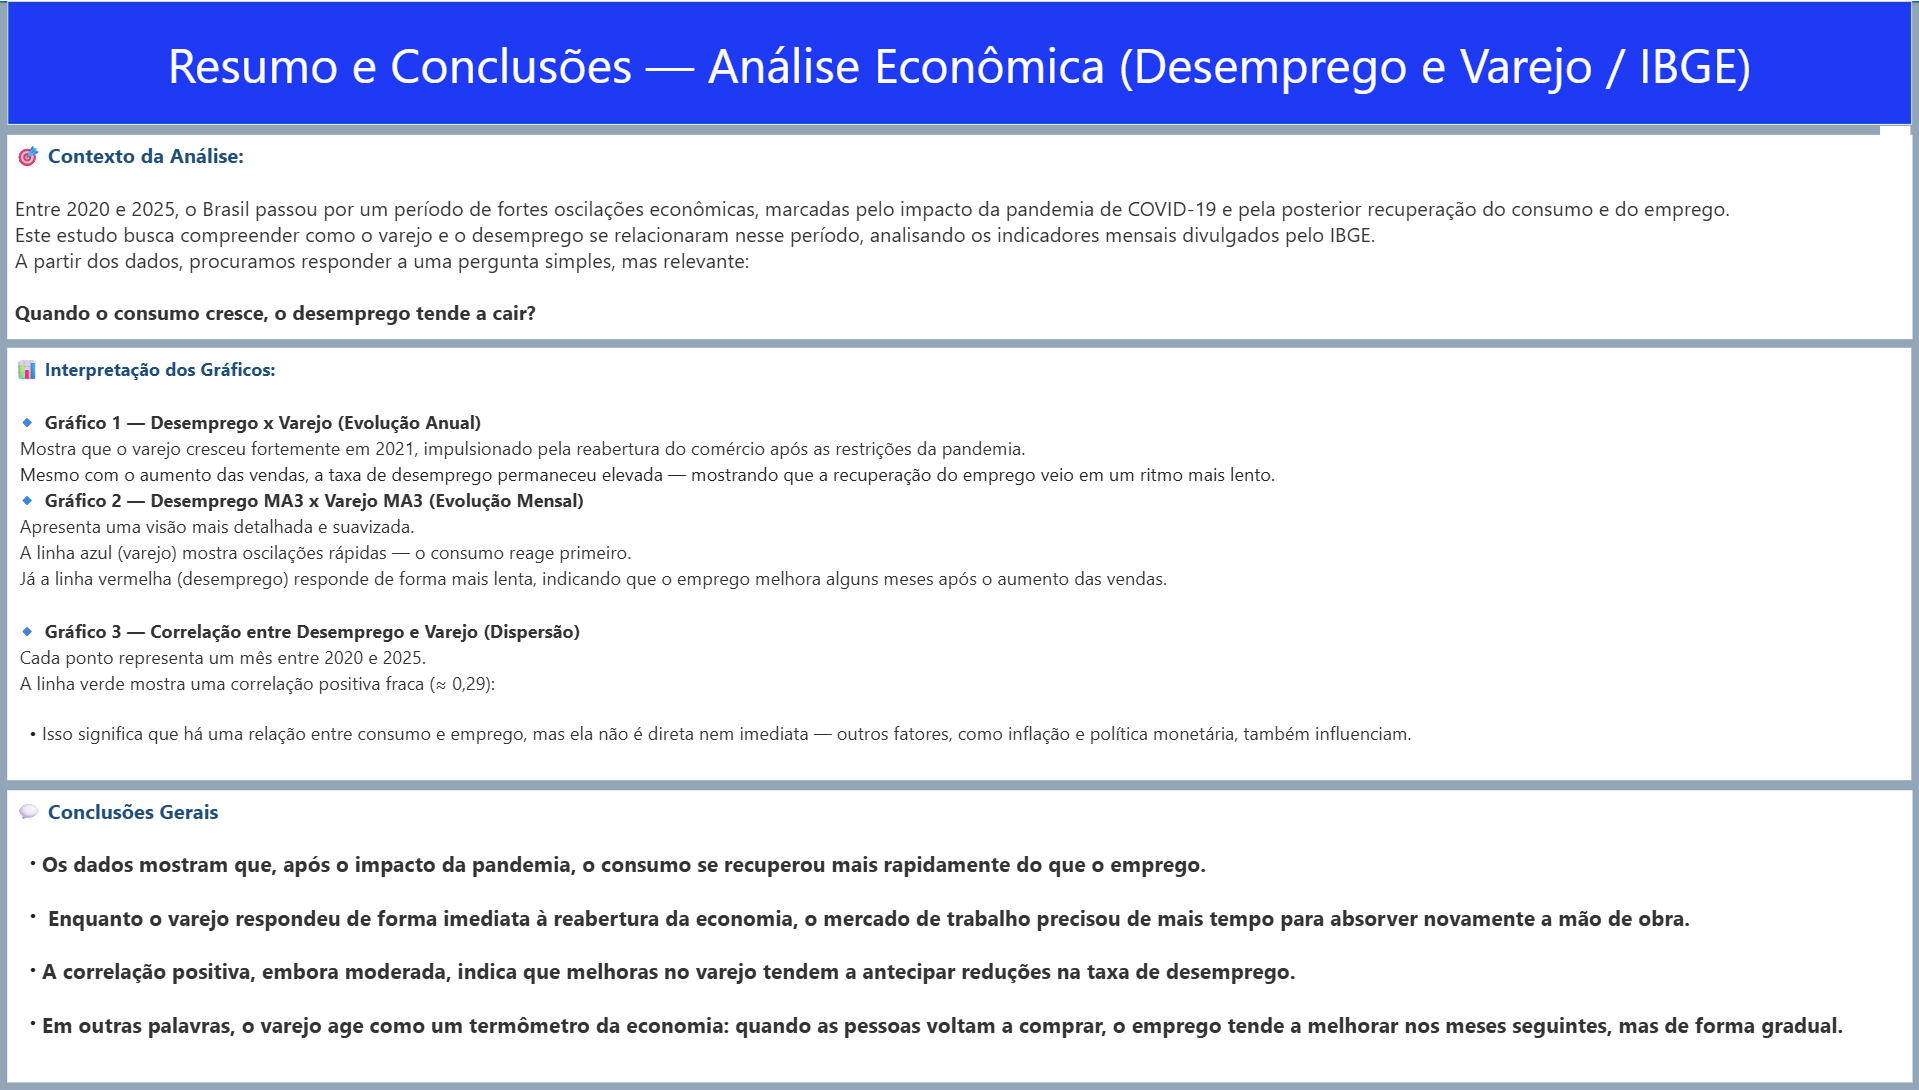 Resumo e Conclusões — Análise Econômica (Desemprego e Varejo / IBGE)
🎯 Contexto da Análise:
Entre 2020 e 2025, o Brasil passou por um período de fortes oscilações econômicas, marcadas pelo impacto da pandemia de COVID-19 e pela posterior recuperação do consumo e do emprego.
Este estudo busca compreender como o varejo e o desemprego se relacionaram nesse período, analisando os indicadores mensais divulgados pelo IBGE.
A partir dos dados, procuramos responder a uma pergunta simples, mas relevante:
Quando o consumo cresce, o desemprego tende a cair?
📊 Interpretação dos Gráficos:
🔹 Gráfico 1 — Desemprego x Varejo (Evolução Anual)
Mostra que o varejo cresceu fortemente em 2021, impulsionado pela reabertura do comércio após as restrições da pandemia.
Mesmo com o aumento das vendas, a taxa de desemprego permaneceu elevada — mostrando que a recuperação do emprego veio em um ritmo mais lento.
🔹 Gráfico 2 — Desemprego MA3 x Varejo MA3 (Evolução Mensal)
Apresenta uma visão mais detalhada e suavizada.
A linha azul (varejo) mostra oscilações rápidas — o consumo reage primeiro.
Já a linha vermelha (desemprego) responde de forma mais lenta, indicando que o emprego melhora alguns meses após o aumento das vendas.
🔹 Gráfico 3 — Correlação entre Desemprego e Varejo (Dispersão)
Cada ponto representa um mês entre 2020 e 2025.
A linha verde mostra uma correlação positiva fraca (≈ 0,29):
• Isso significa que há uma relação entre consumo e emprego, mas ela não é direta nem imediata — outros fatores, como inflação e política monetária, também influenciam.
💬 Conclusões Gerais
• Os dados mostram que, após o impacto da pandemia, o consumo se recuperou mais rapidamente do que o emprego.
• Enquanto o varejo respondeu de forma imediata à reabertura da economia, o mercado de trabalho precisou de mais tempo para absorver novamente a mão de obra.
• A correlação positiva, embora moderada, indica que melhoras no varejo tendem a antecipar reduções na taxa de desemprego.
• Em outras palavras, o varejo age como um termômetro da economia: quando as pessoas voltam a comprar, o emprego tende a melhorar nos meses seguintes, mas de forma gradual.